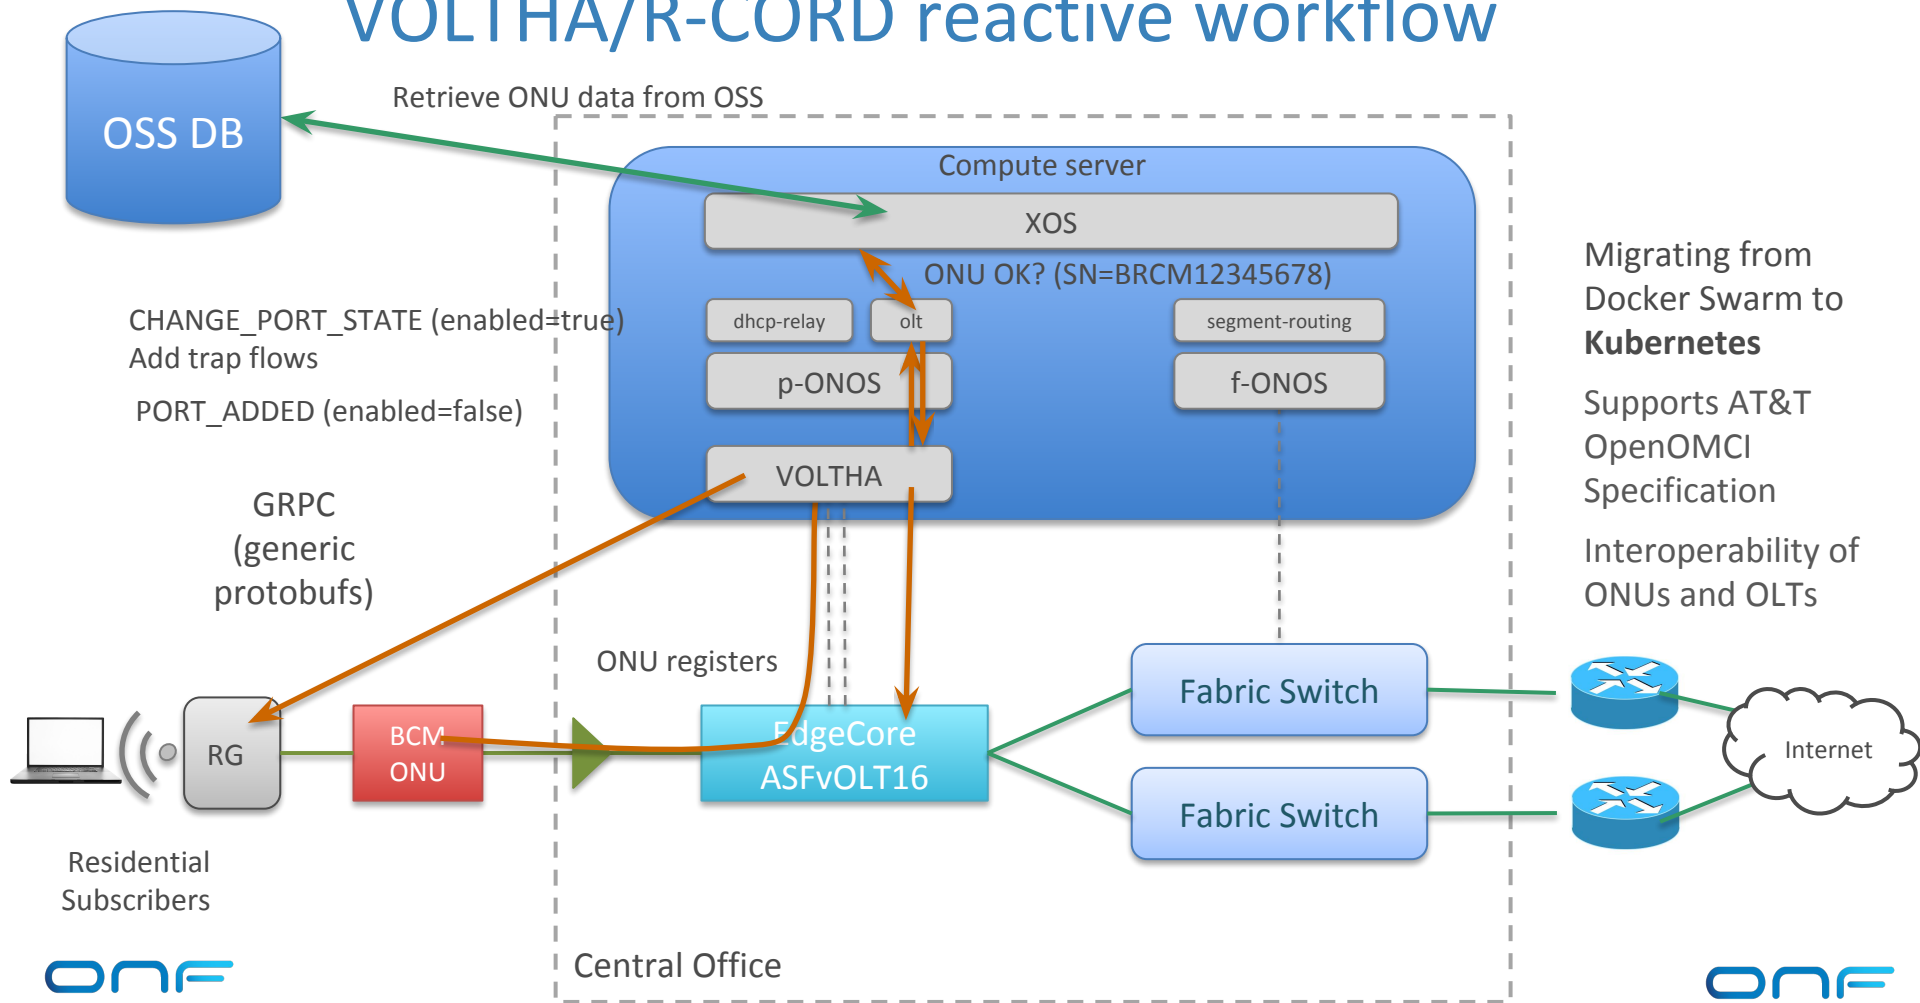 VOLTHA/R-CORD reactive workflow
OSS DB
Retrieve ONU data from OSS
Compute server
XOS
ONU OK? (SN=BRCM12345678)
CHANGE_PORT_STATE (enabled=true)
Add trap flows
PORT_ADDED (enabled=false)
dhcp-relay
olt
segment-routing
p-ONOS
f-ONOS
VOLTHA
GRPC
(generic
protobufs)
ONU registers
Migrating from
Docker Swarm to
Kubernetes
Supports AT&T
OpenOMCI
Specification
Interoperability of
ONUs and OLTs
RG
BCM
ONU
EdgeCore
ASFvOLT16
Fabric Switch
Fabric Switch
Internet
Residential
Subscribers
Central Office
ONF
ONF